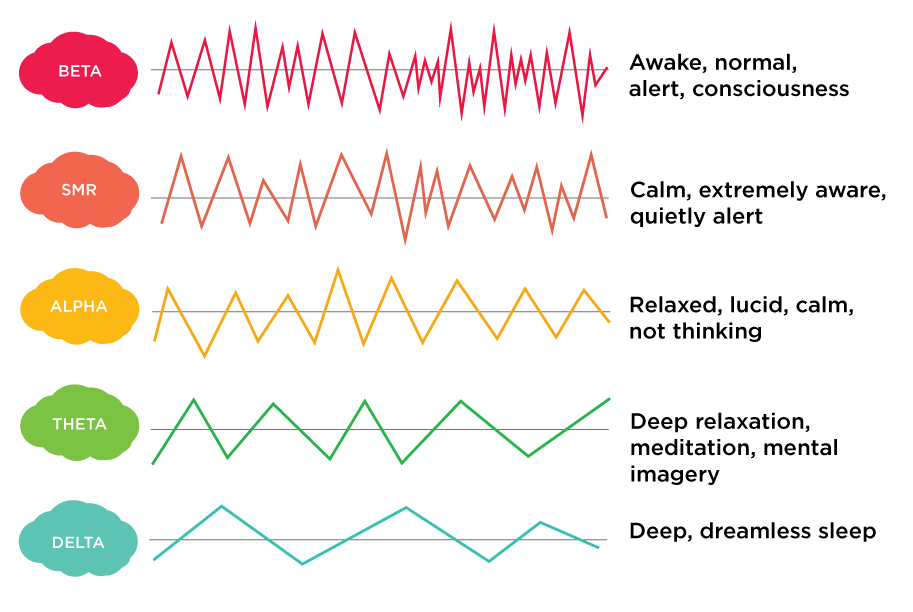 BETA
Awake, normal,
alert, consciousness
SMR
Calm, extremely aware,
quietly alert
ALPHA
Relaxed, lucid, calm,
not thinking
THETA
Deep relaxation,
meditation, mental
imagery
DELTA
Deep, dreamless sleep